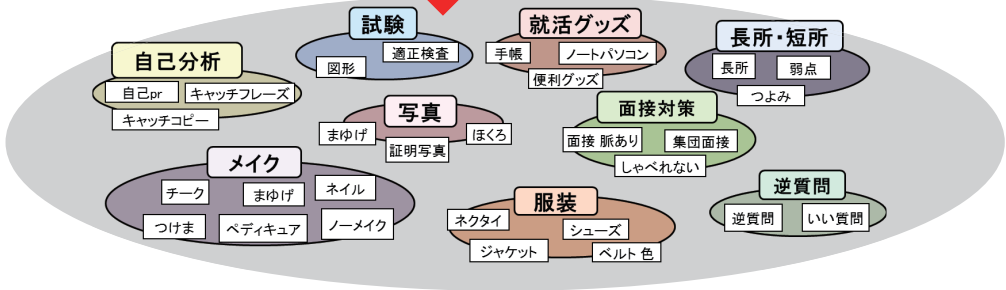 試験
適正検査
図形
就活グッズ
手帳
ノートパソコン
便利グッズ
長所・短所
長所
弱点
つよみ
自己分析
自己pr
キャッチフレーズ
キャッチコピー
写真
まゆげ
ほくろ
証明写真
面接対策
面接 脈あり
集団面接
しゃべれない
メイク
チーク
まゆげ
ネイル
つけま
ペディキュア
ノーメイク
服装
ネクタイ
シューズ
ジャケット
ベルト 色
逆質問
逆質問
いい質問